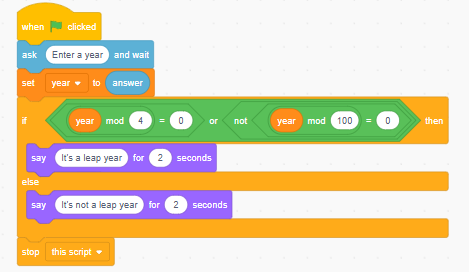 when clicked
ask Enter a year and wait
set year to answer
if year mod 4 = 0 or not year mod 100 = 0 then
say It's a leap year for 2 seconds
else
say It's not a leap year for 2 seconds
stop this script